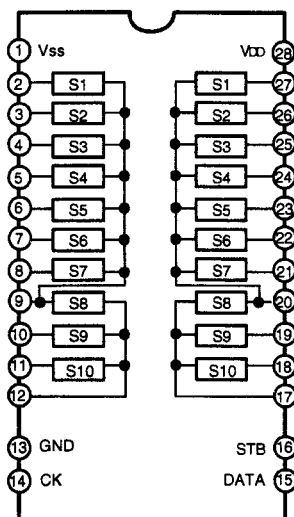 1 Vss VDD 28
2 S1 S1 27
3 S2 S2 26
4 S3 S3 25
5 S4 S4 24
6 S5 S5 23
7 S6 S6 22
8 S7 S7 21
9 S8 S8 20
10 S9 S9 19
11 S10 S10 18
12 17
13 GND STB 16
14 CK DATA 15